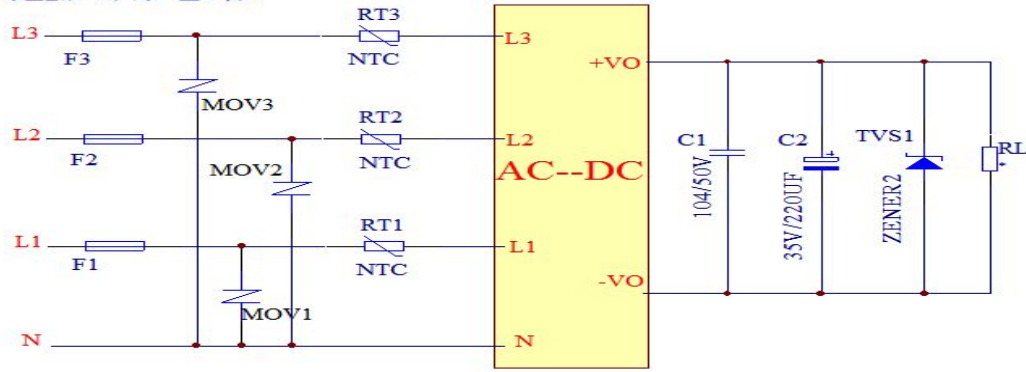 RT3
L3
L3
F3
NTC
+VO
MOV3
RT2
L2
L2
F2
NTC
C1
C2
+
TVS1
RL
MOV2
AC--DC
104/50V
35V/220UF
ZENER2
RT1
L1
L1
F1
NTC
-VO
MOV1
N
N